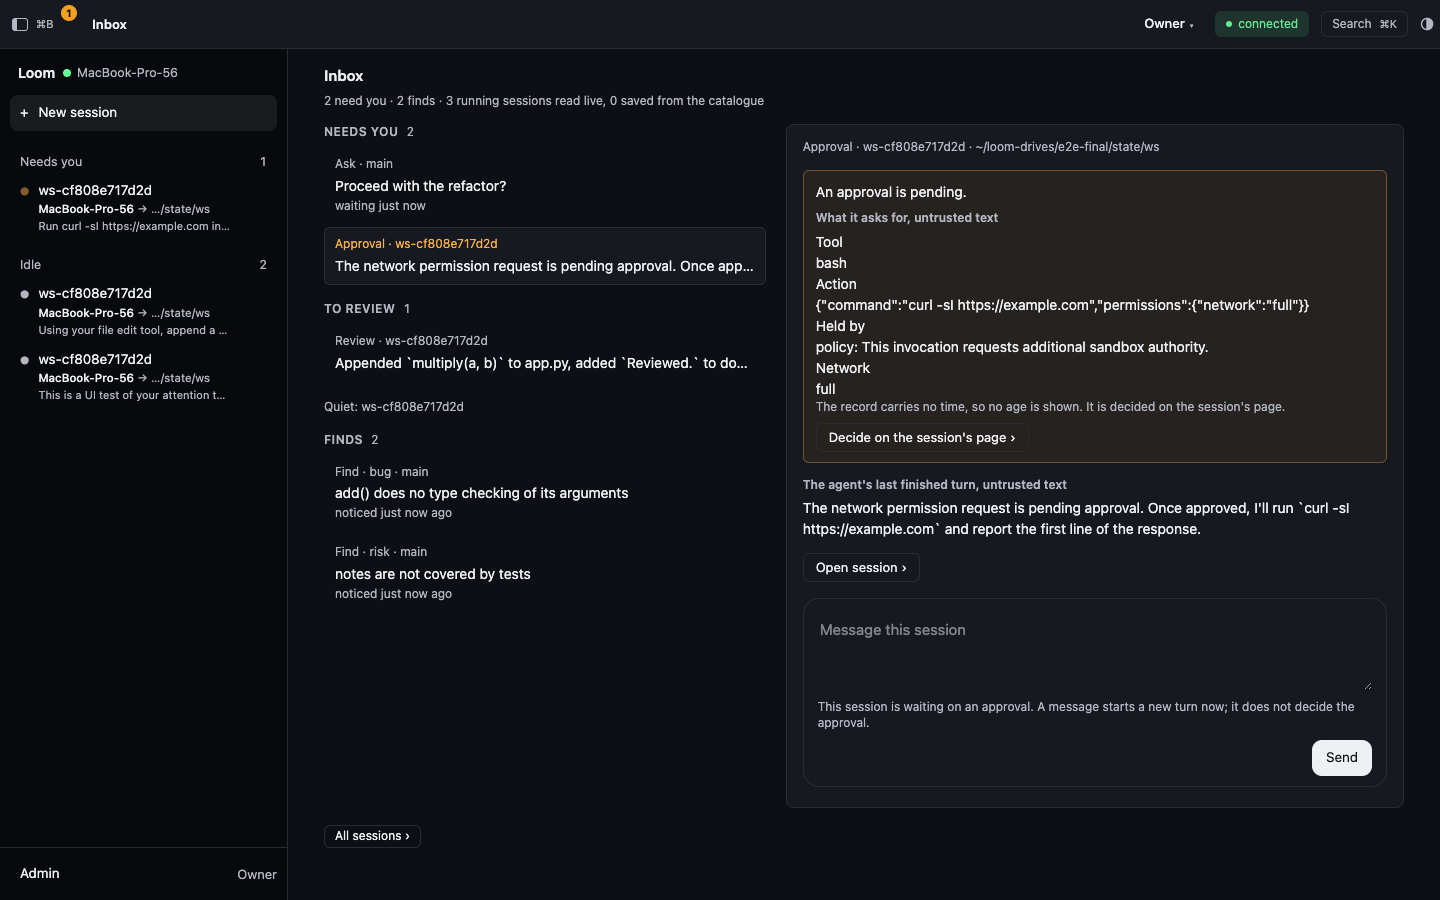 ⌘B
1
Inbox
Owner
connected
Search ⌘K
Loom MacBook-Pro-56
+ New session
Needs you 1
ws-cf808e717d2d
MacBook-Pro-56 → .../state/ws
Run curl -sI https://example.com in...
Idle 2
ws-cf808e717d2d
MacBook-Pro-56 → .../state/ws
Using your file edit tool, append a ...
ws-cf808e717d2d
MacBook-Pro-56 → .../state/ws
This is a UI test of your attention t...
Admin Owner
Inbox
2 need you · 2 finds · 3 running sessions read live, 0 saved from the catalogue
NEEDS YOU 2
Ask · main
Proceed with the refactor?
waiting just now
Approval · ws-cf808e717d2d
The network permission request is pending approval. Once app...
TO REVIEW 1
Review · ws-cf808e717d2d
Appended `multiply(a, b)` to app.py, added `Reviewed.` to do...
Quiet: ws-cf808e717d2d
FINDS 2
Find · bug · main
add() does no type checking of its arguments
noticed just now ago
Find · risk · main
notes are not covered by tests
noticed just now ago
All sessions ›
Approval · ws-cf808e717d2d · ~/loom-drives/e2e-final/state/ws
An approval is pending.
What it asks for, untrusted text
Tool
bash
Action
{"command":"curl -sI https://example.com","permissions":{"network":"full"}}
Held by
policy: This invocation requests additional sandbox authority.
Network
full
The record carries no time, so no age is shown. It is decided on the session's page.
Decide on the session's page ›
The agent's last finished turn, untrusted text
The network permission request is pending approval. Once approved, I'll run `curl -sI
https://example.com` and report the first line of the response.
Open session ›
Message this session
This session is waiting on an approval. A message starts a new turn now; it does not decide the
approval.
Send